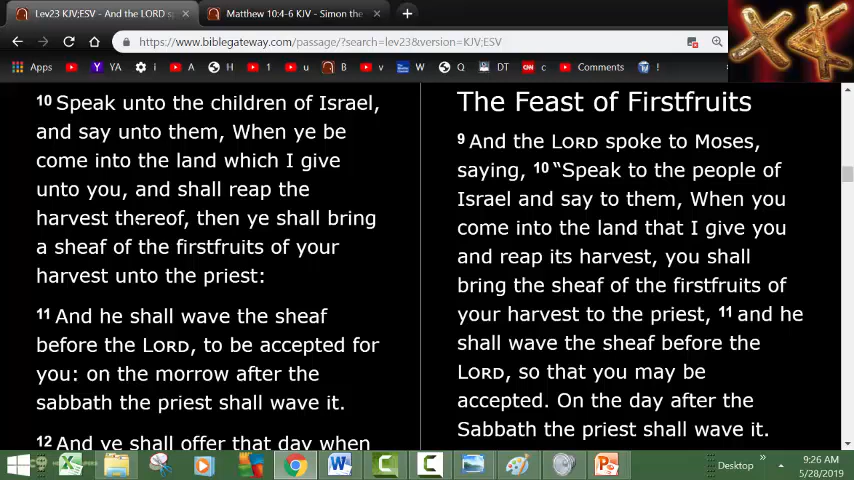 Lev23 KJV;ESV - And the LORD sp
Matthew 10:4-6 KJV - Simon the
https://www.biblegateway.com/passage/?search=lev23&version=KJV;ESV
Apps YA i A H 1 u B v W Q DT c Comments !
10 Speak unto the children of Israel,
and say unto them, When ye be
come into the land which I give
unto you, and shall reap the
harvest thereof, then ye shall bring
a sheaf of the firstfruits of your
harvest unto the priest:
11 And he shall wave the sheaf
before the LORD, to be accepted for
you: on the morrow after the
sabbath the priest shall wave it.
12 And ye shall offer that day when
The Feast of Firstfruits
9 And the LORD spoke to Moses,
saying, 10 “Speak to the people of
Israel and say to them, When you
come into the land that I give you
and reap its harvest, you shall
bring the sheaf of the firstfruits of
your harvest to the priest, 11 and he
shall wave the sheaf before the
LORD, so that you may be
accepted. On the day after the
Sabbath the priest shall wave it.
Desktop
9:26 AM
5/28/2019